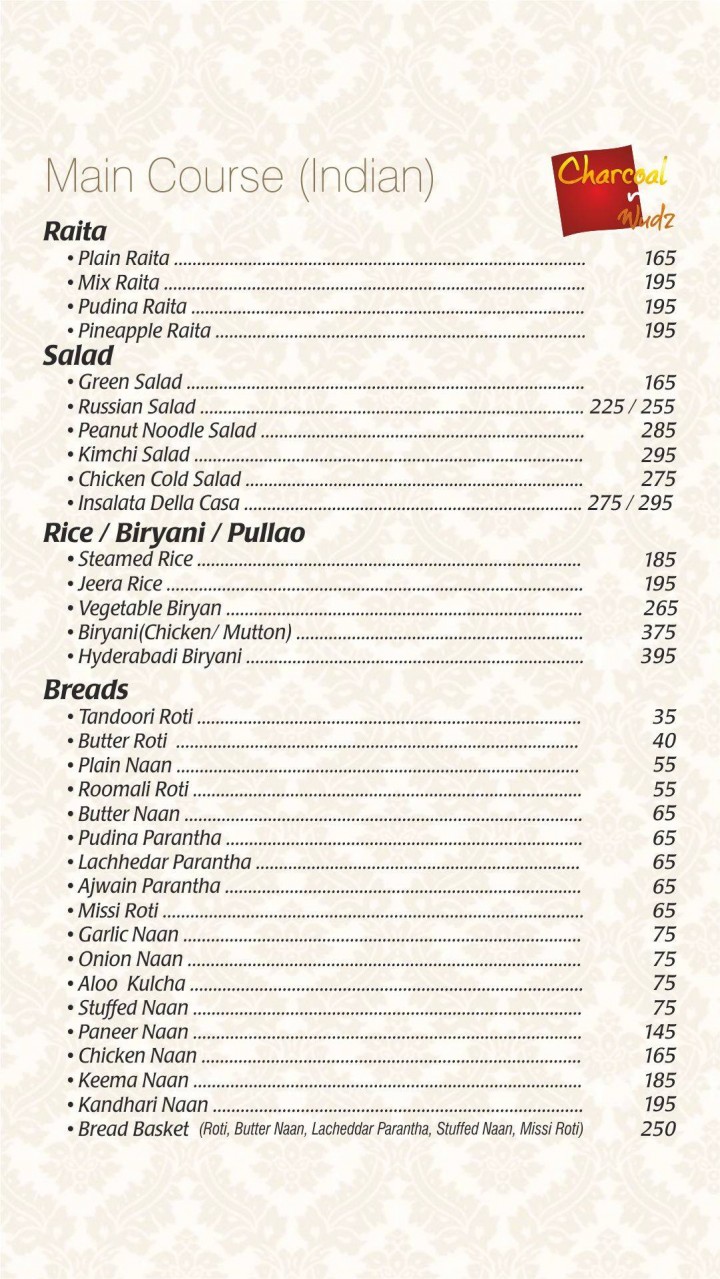 Main Course (Indian)
Charcoal
n
Wudz
Raita
• Plain Raita ........ 165
• Mix Raita ........ 195
• Pudina Raita ........ 195
• Pineapple Raita ........ 195
Salad
• Green Salad ........ 165
• Russian Salad ........ 225 / 255
• Peanut Noodle Salad ........ 285
• Kimchi Salad ........ 295
• Chicken Cold Salad ........ 275
• Insalata Della Casa ........ 275 / 295
Rice / Biryani / Pullao
• Steamed Rice ........ 185
• Jeera Rice ........ 195
• Vegetable Biryan ........ 265
• Biryani(Chicken/ Mutton) ........ 375
• Hyderabadi Biryani ........ 395
Breads
• Tandoori Roti ........ 35
• Butter Roti ........ 40
• Plain Naan ........ 55
• Roomali Roti ........ 55
• Butter Naan ........ 65
• Pudina Parantha ........ 65
• Lachhedar Parantha ........ 65
• Ajwain Parantha ........ 65
• Missi Roti ........ 65
• Garlic Naan ........ 75
• Onion Naan ........ 75
• Aloo Kulcha ........ 75
• Stuffed Naan ........ 75
• Paneer Naan ........ 145
• Chicken Naan ........ 165
• Keema Naan ........ 185
• Kandhari Naan ........ 195
• Bread Basket (Roti, Butter Naan, Lacheddar Parantha, Stuffed Naan, Missi Roti) 250